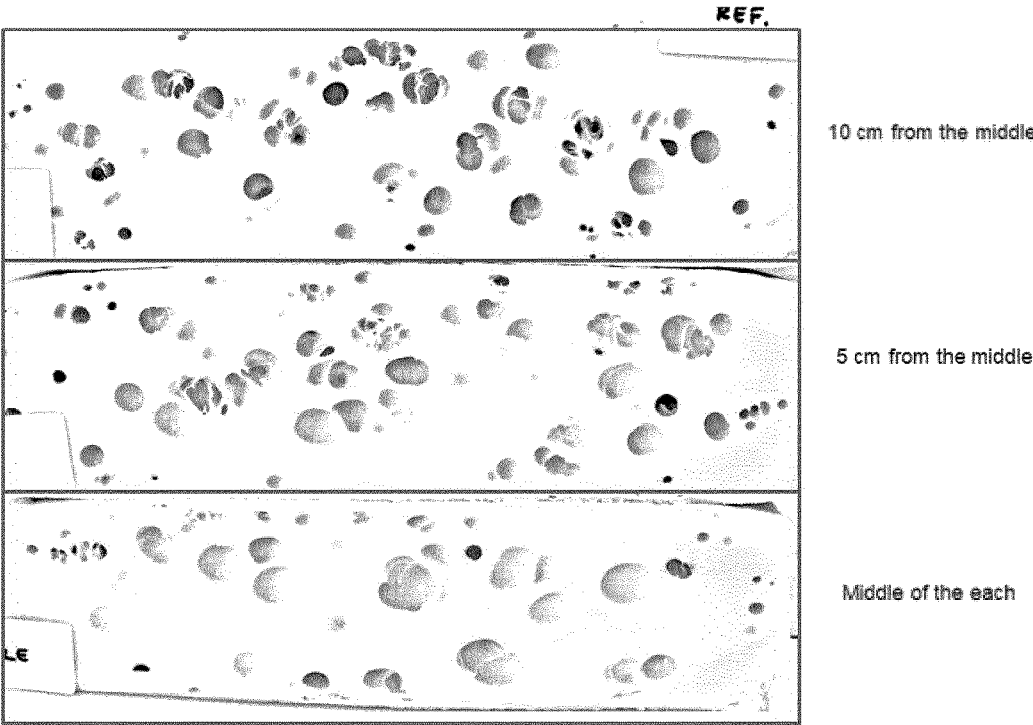 REF.
10 cm from the middle
5 cm from the middle
Middle of the each
LE